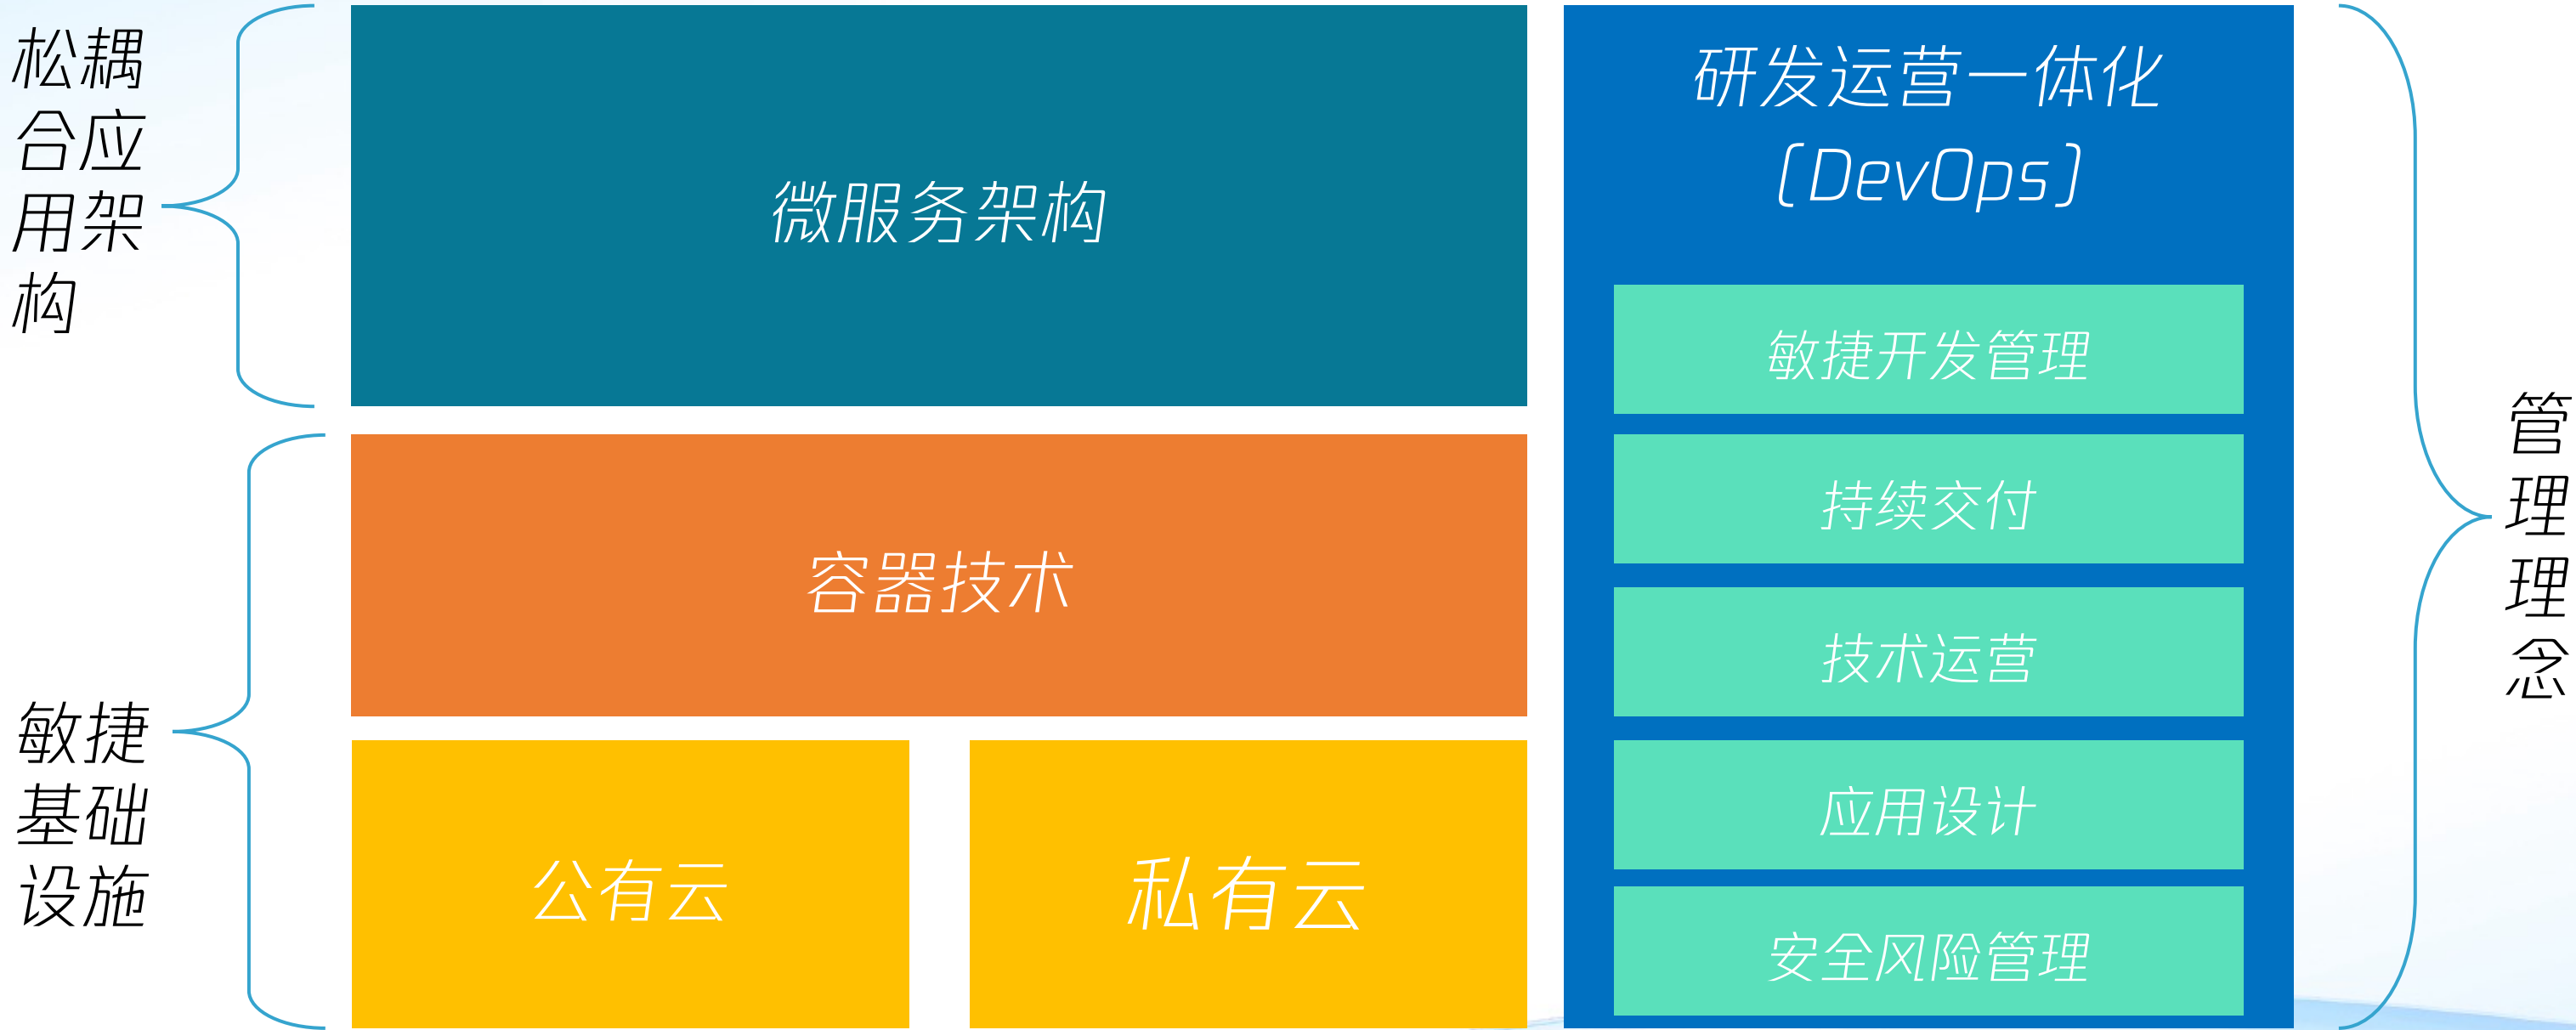 松耦
合应
用架
构
微服务架构
容器技术
敏捷
基础
设施
公有云
私有云
研发运营一体化
(DevOps)
敏捷开发管理
持续交付
技术运营
应用设计
安全风险管理
管
理
理
念